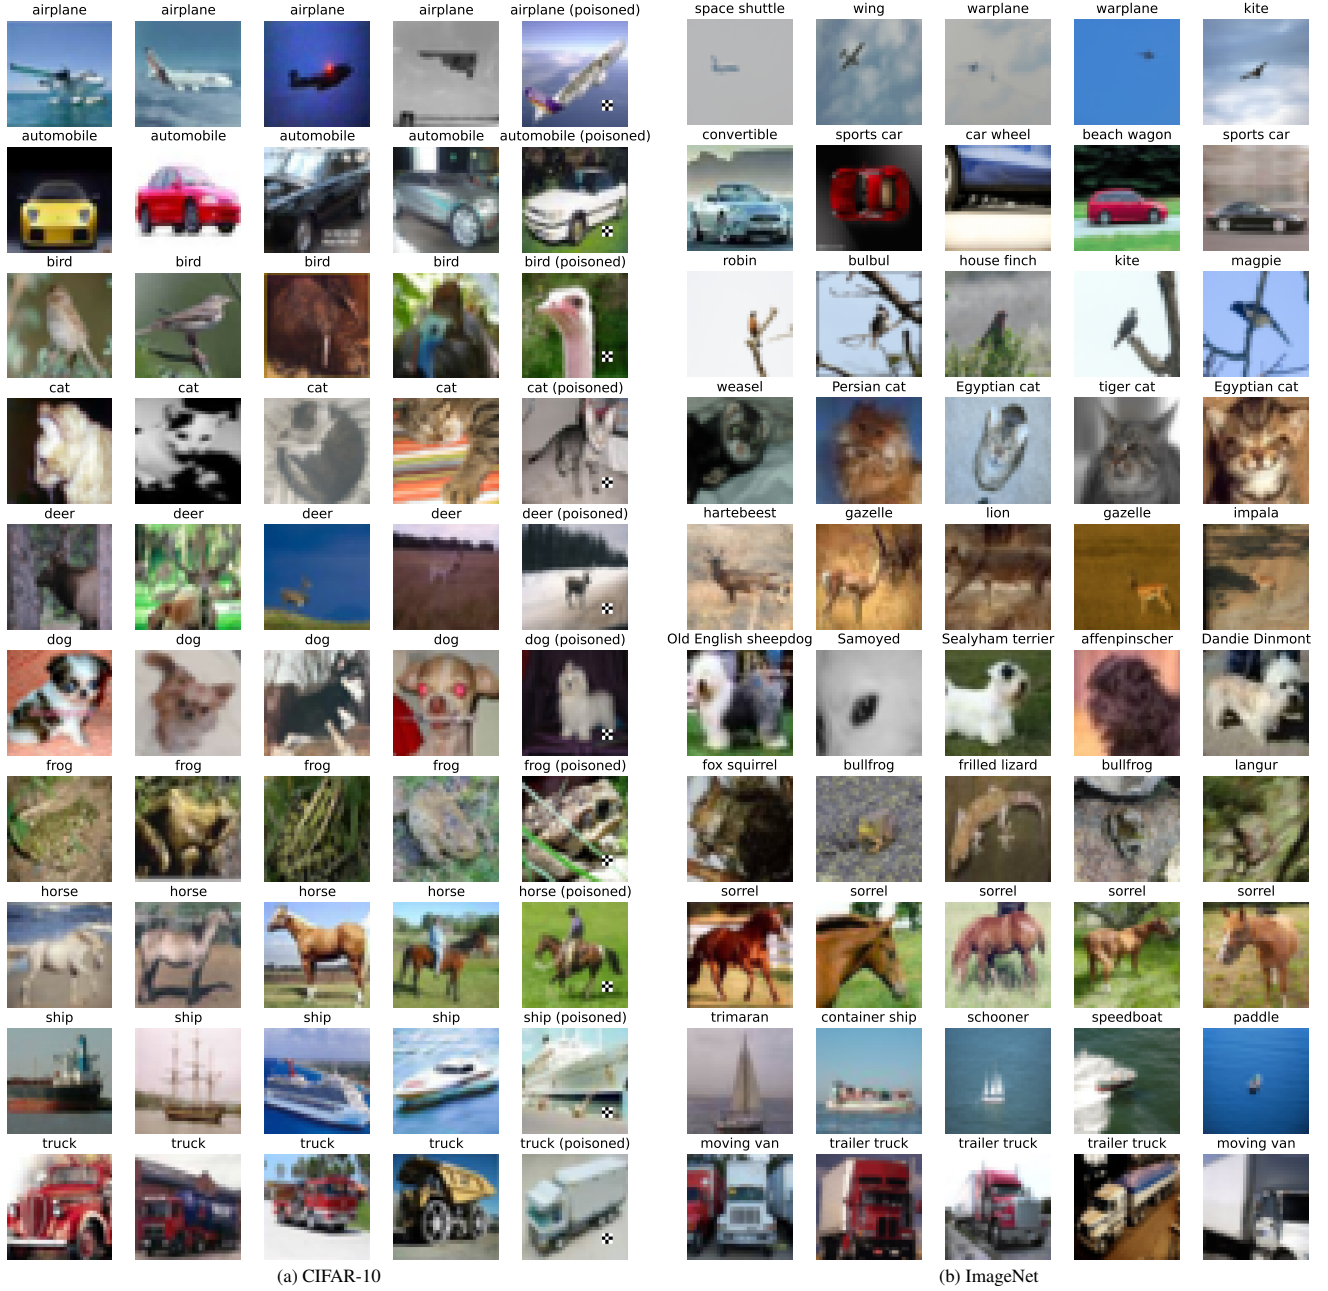 airplane airplane airplane airplane airplane (poisoned) space shuttle wing warplane warplane kite
automobile automobile automobile automobile automobile (poisoned) convertible sports car car wheel beach wagon sports car
bird bird bird bird bird (poisoned) robin bulbul house finch kite magpie
cat cat cat cat cat (poisoned) weasel Persian cat Egyptian cat tiger cat Egyptian cat
deer deer deer deer deer (poisoned) hartebeest gazelle lion gazelle impala
dog dog dog dog dog (poisoned) Old English sheepdog Samoyed Sealyham terrier affenpinscher Dandie Dinmont
frog frog frog frog frog (poisoned) fox squirrel bullfrog frilled lizard bullfrog langur
horse horse horse horse horse (poisoned) sorrel sorrel sorrel sorrel sorrel
ship ship ship ship ship (poisoned) trimaran container ship schooner speedboat paddle
truck truck truck truck truck (poisoned) moving van trailer truck trailer truck trailer truck moving van
(a) CIFAR-10 (b) ImageNet